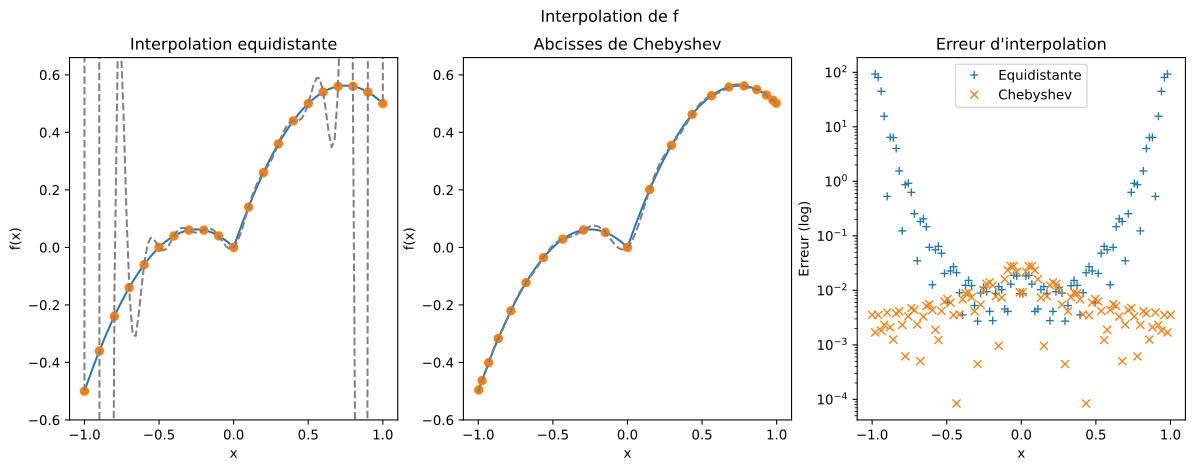 Interpolation de f
Interpolation equidistante
f(x)
0.6
0.4
0.2
0.0
−0.2
−0.4
−0.6
−1.0 −0.5 0.0 0.5 1.0
x
Abcisses de Chebyshev
f(x)
0.6
0.4
0.2
0.0
−0.2
−0.4
−0.6
−1.0 −0.5 0.0 0.5 1.0
x
Erreur d'interpolation
Equidistante
Chebyshev
Erreur (log)
10²
10¹
10⁰
10⁻¹
10⁻²
10⁻³
10⁻⁴
−1.0 −0.5 0.0 0.5 1.0
x